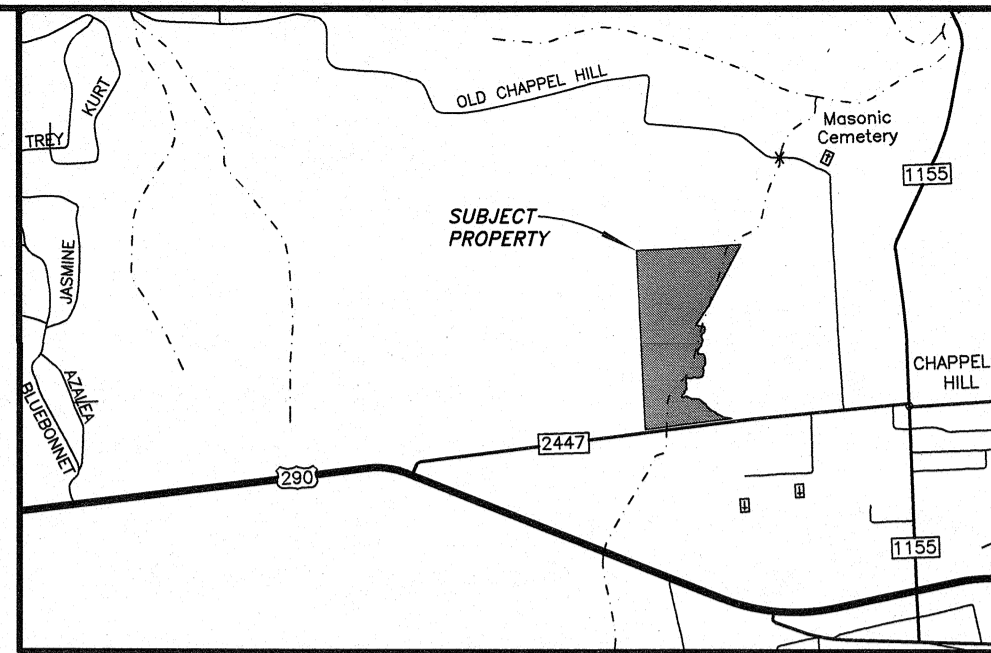 KURT
OLD CHAPPEL HILL
TREY
Masonic
Cemetery
1155
SUBJECT
PROPERTY
JASMINE
CHAPPEL
HILL
AZALEA
BLUEBONNET
2447
290
1155